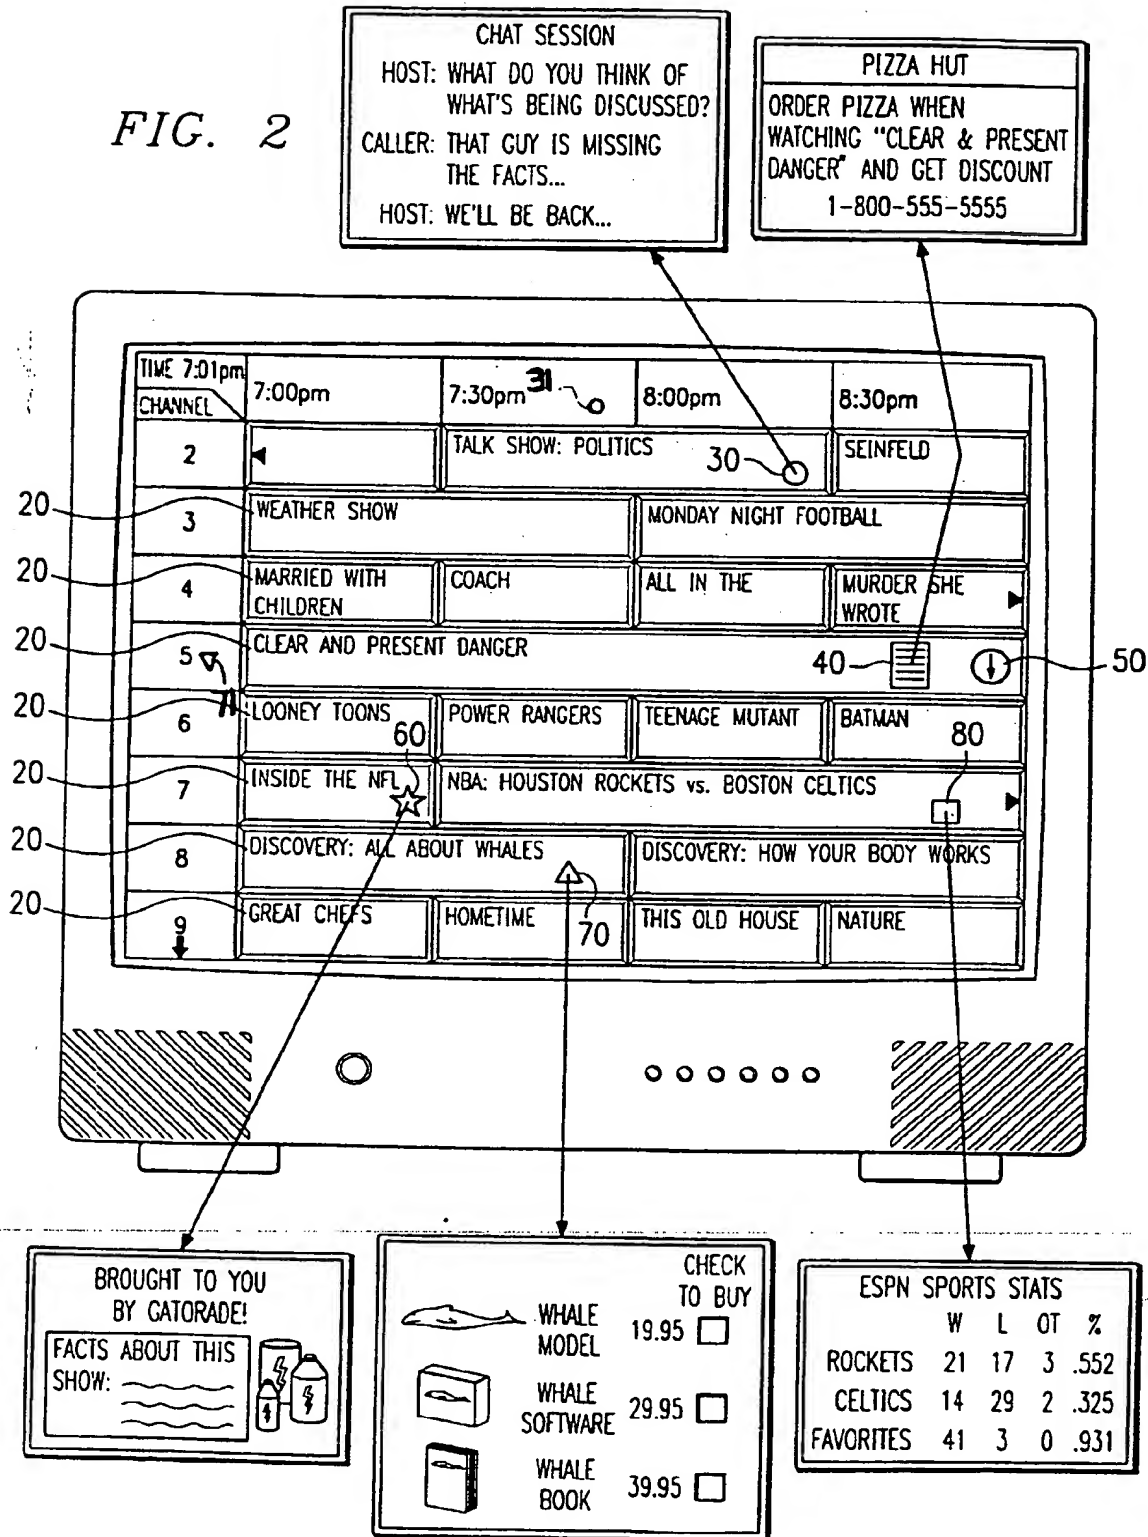 FIG. 2
CHAT SESSION
HOST: WHAT DO YOU THINK OF
WHAT'S BEING DISCUSSED?
CALLER: THAT GUY IS MISSING
THE FACTS...
HOST: WE'LL BE BACK...
PIZZA HUT
ORDER PIZZA WHEN
WATCHING "CLEAR & PRESENT
DANGER" AND GET DISCOUNT
1-800-555-5555
TIME 7:01pm
CHANNEL
7:00pm
7:30pm
31
8:00pm
8:30pm
2
TALK SHOW: POLITICS
30
SEINFELD
20
3
WEATHER SHOW
MONDAY NIGHT FOOTBALL
20
4
MARRIED WITH
CHILDREN
COACH
ALL IN THE
MURDER SHE
WROTE
20
5
CLEAR AND PRESENT DANGER
40
50
71
20
6
LOONEY TOONS
60
POWER RANGERS
TEENAGE MUTANT
BATMAN
80
20
7
INSIDE THE NFL
NBA: HOUSTON ROCKETS vs. BOSTON CELTICS
20
8
DISCOVERY: ALL ABOUT WHALES
DISCOVERY: HOW YOUR BODY WORKS
70
20
9
GREAT CHEFS
HOMETIME
THIS OLD HOUSE
NATURE
BROUGHT TO YOU
BY GATORADE!
FACTS ABOUT THIS
SHOW:
CHECK
TO BUY
WHALE
MODEL
19.95
WHALE
SOFTWARE
29.95
WHALE
BOOK
39.95
ESPN SPORTS STATS
W L OT %
ROCKETS 21 17 3 .552
CELTICS 14 29 2 .325
FAVORITES 41 3 0 .931